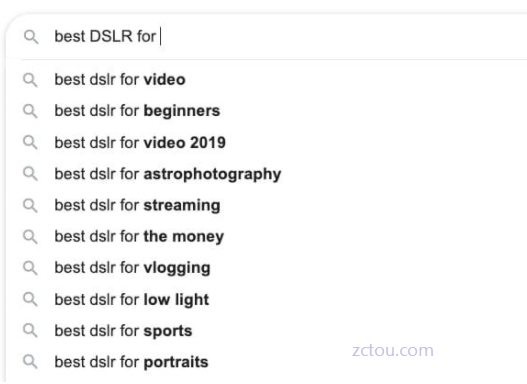 best DSLR for
best dslr for video
best dslr for beginners
best dslr for video 2019
best dslr for astrophotography
best dslr for streaming
best dslr for the money
best dslr for vlogging
best dslr for low light
best dslr for sports
best dslr for portraits
zctou.com